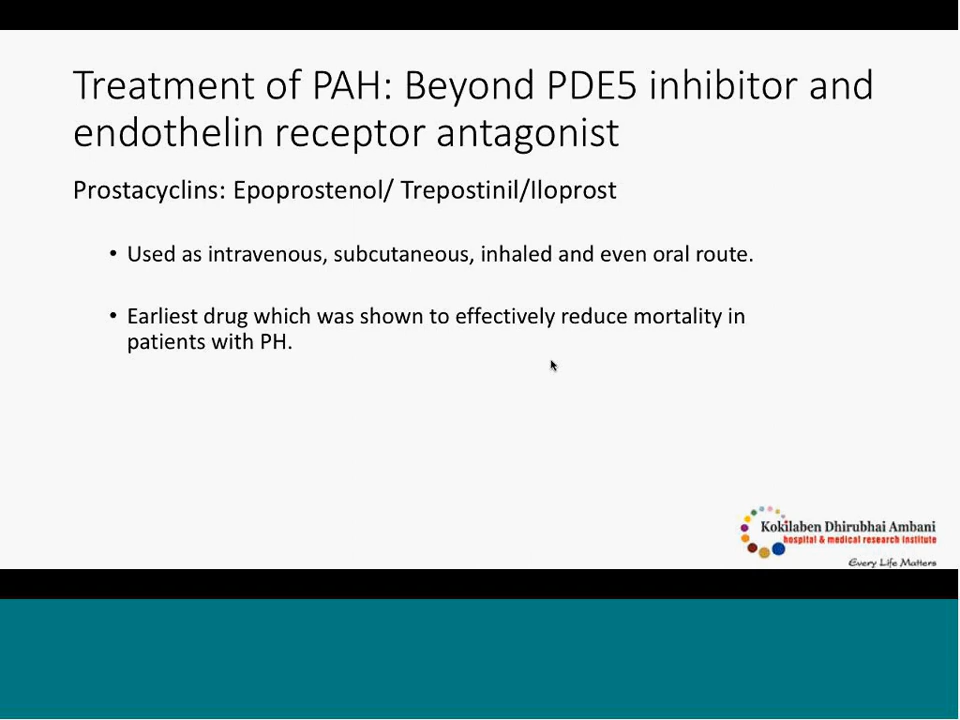 Treatment of PAH: Beyond PDE5 inhibitor and
endothelin receptor antagonist
Prostacyclins: Epoprostenol/ Trepostinil/Iloprost
• Used as intravenous, subcutaneous, inhaled and even oral route.
• Earliest drug which was shown to effectively reduce mortality in
patients with PH.
Kokilaben Dhirubhai Ambani
hospital & medical research institute
Every Life Matters